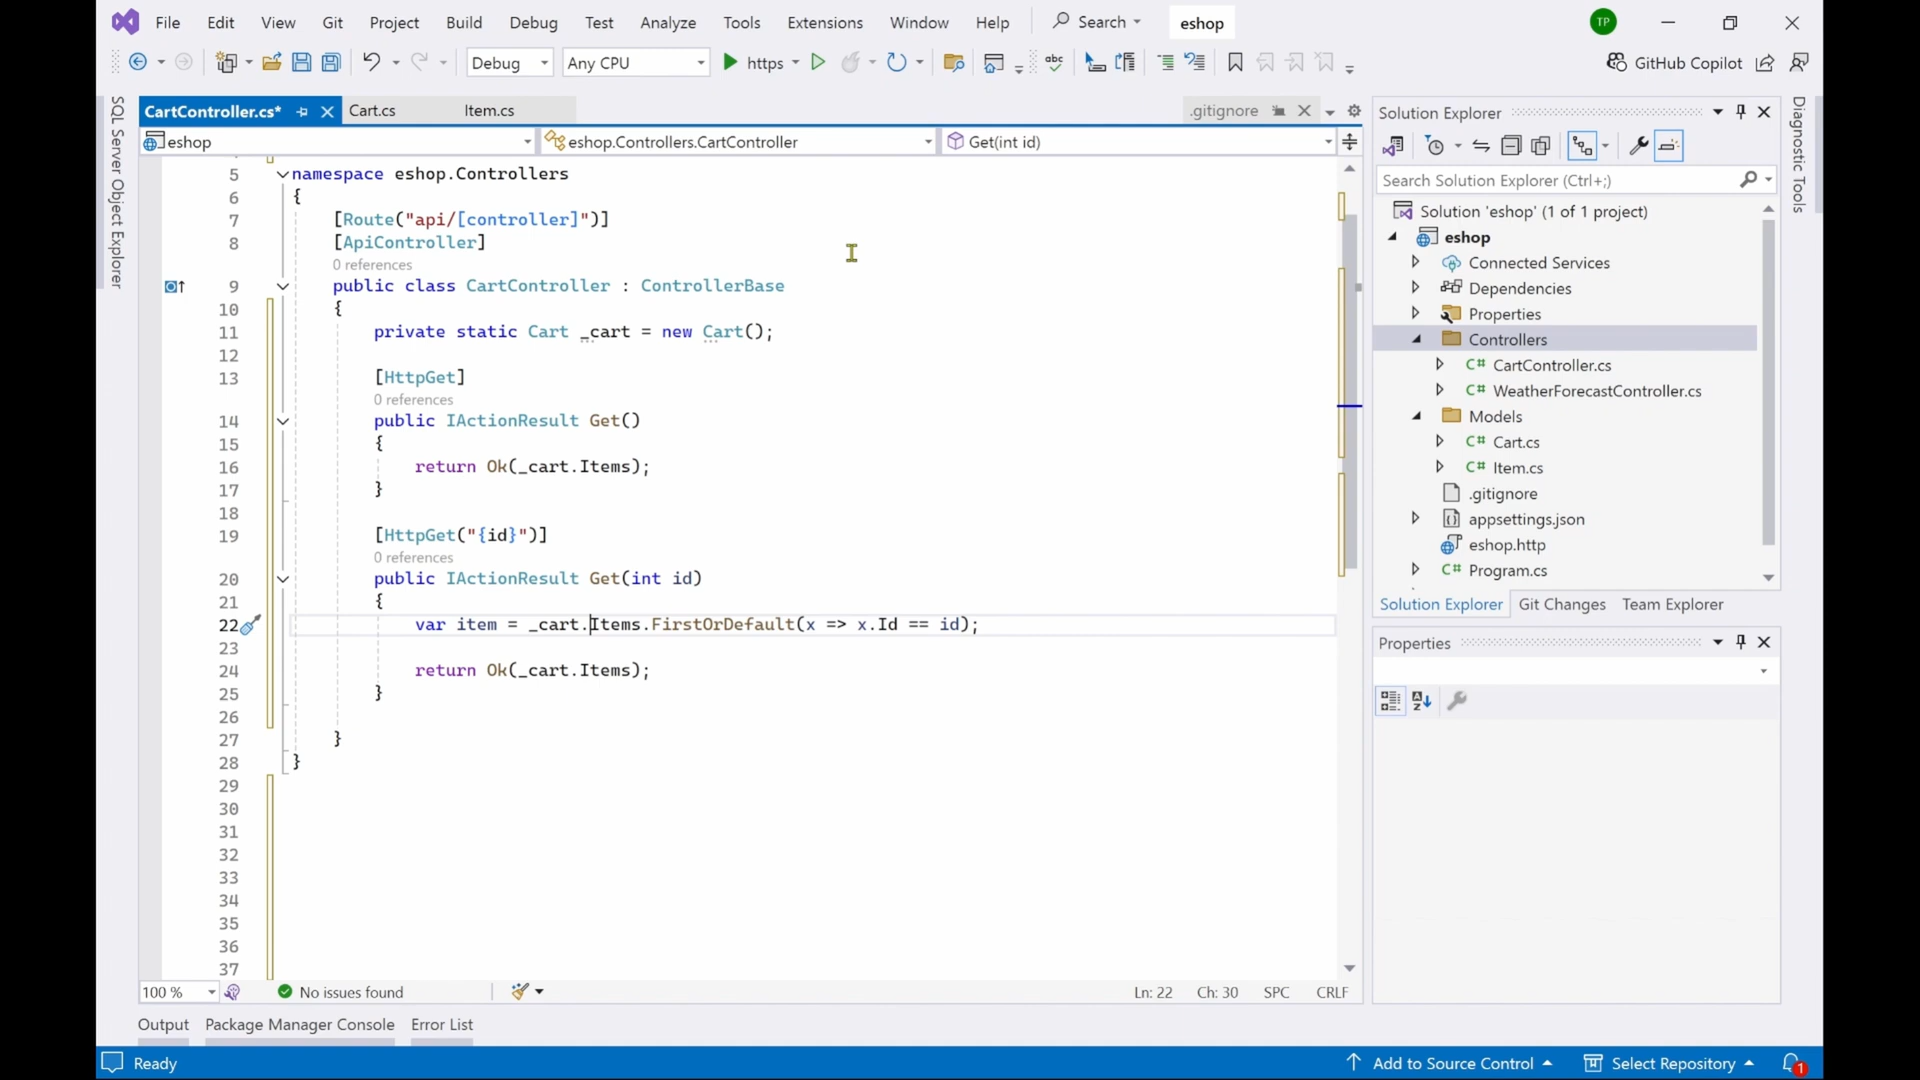 File Edit View Git Project Build Debug Test Analyze Tools Extensions Window Help Search eshop TP
Debug Any CPU https abc GitHub Copilot
SQL Server Object Explorer
CartController.cs* Cart.cs Item.cs .gitignore
eshop eshop.Controllers.CartController Get(int id)
5 namespace eshop.Controllers
6 {
7 [Route("api/[controller]")]
8 [ApiController]
0 references
9 public class CartController : ControllerBase
10 {
11 private static Cart _cart = new Cart();
12
13 [HttpGet]
0 references
14 public IActionResult Get()
15 {
16 return Ok(_cart.Items);
17 }
18
19 [HttpGet("{id}")]
0 references
20 public IActionResult Get(int id)
21 {
22 var item = _cart.Items.FirstOrDefault(x => x.Id == id);
23
24 return Ok(_cart.Items);
25 }
26
27 }
28 }
29
30
31
32
33
34
35
36
37
100 % No issues found Ln: 22 Ch: 30 SPC CRLF
Output Package Manager Console Error List
Solution Explorer
Search Solution Explorer (Ctrl+;)
Solution 'eshop' (1 of 1 project)
eshop
Connected Services
Dependencies
Properties
Controllers
C# CartController.cs
C# WeatherForecastController.cs
Models
C# Cart.cs
C# Item.cs
.gitignore
appsettings.json
eshop.http
C# Program.cs
Solution Explorer Git Changes Team Explorer
Properties
Diagnostic Tools
Ready Add to Source Control Select Repository 1